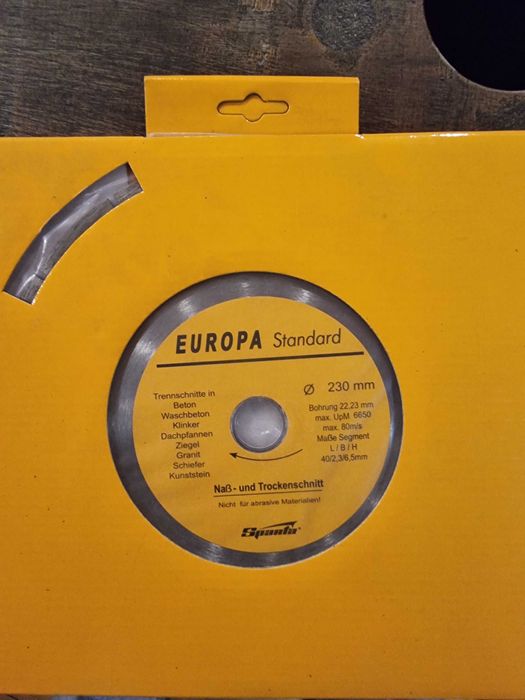 EUROPA Standard
Ø 230 mm
Trennschnitte in
Beton
Waschbeton
Klinker
Dachpfannen
Ziegel
Granit
Schiefer
Kunststein
Bohrung 22,23 mm
max. UpM 6650
max. 80m/s
Maße Segment
L / B / H
40/2,3/6,5mm
Naß- und Trockenschnitt
Nicht für abrasive Materialien!
Sparta®